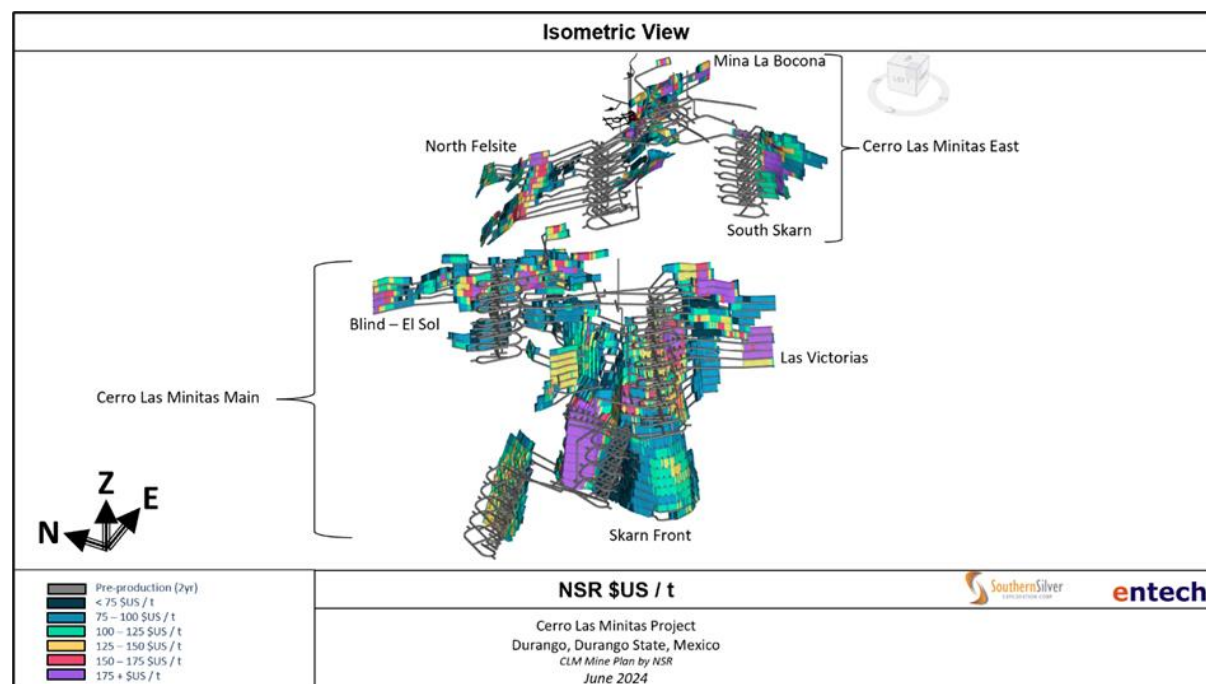 Isometric View
Mina La Bocona
North Felsite
Cerro Las Minitas East
South Skarn
Blind – El Sol
Las Victorias
Cerro Las Minitas Main
Skarn Front
Z
N
E
Pre-production (2yr)
< 75 $US / t
75 – 100 $US / t
100 – 125 $US / t
125 – 150 $US / t
150 – 175 $US / t
175 + $US / t
NSR $US / t
SouthernSilver
EXPLORATION CORP
entech
Cerro Las Minitas Project
Durango, Durango State, Mexico
CLM Mine Plan by NSR
June 2024